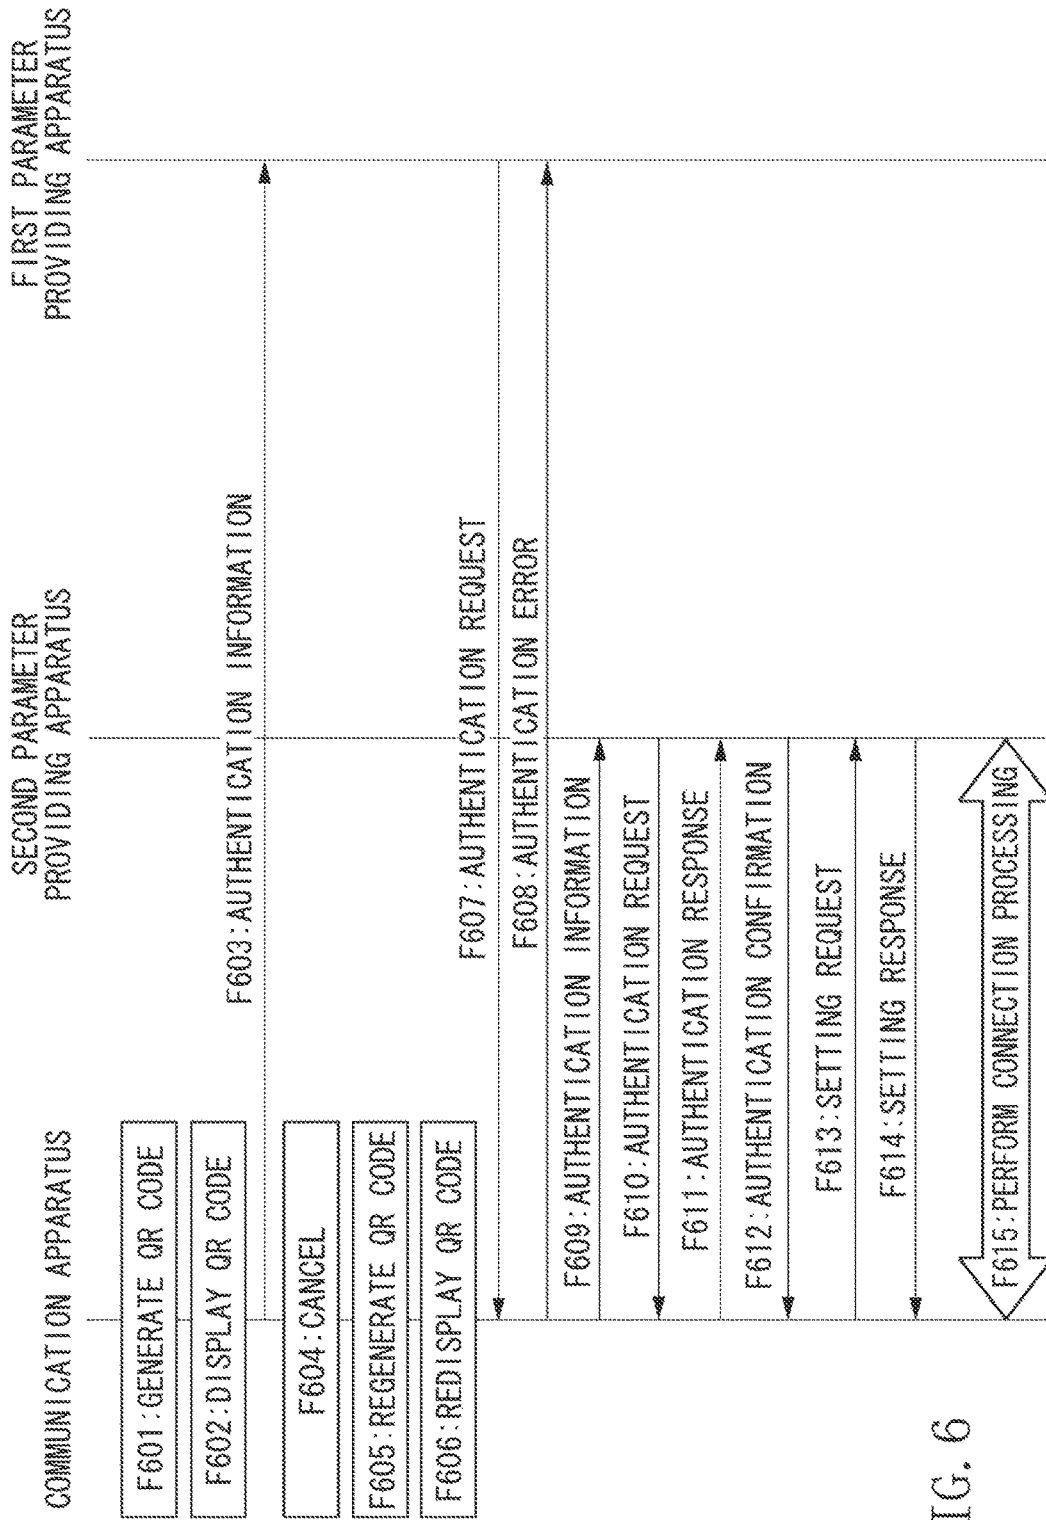 COMMUNICATION APPARATUS
SECOND PARAMETER
PROVIDING APPARATUS
FIRST PARAMETER
PROVIDING APPARATUS
F601:GENERATE QR CODE
F602:DISPLAY QR CODE
F603:AUTHENTICATION INFORMATION
F604:CANCEL
F605:REGENERATE QR CODE
F606:REDISPLAY QR CODE
F607:AUTHENTICATION REQUEST
F608:AUTHENTICATION ERROR
F609:AUTHENTICATION INFORMATION
F610:AUTHENTICATION REQUEST
F611:AUTHENTICATION RESPONSE
F612:AUTHENTICATION CONFIRMATION
F613:SETTING REQUEST
F614:SETTING RESPONSE
F615:PERFORM CONNECTION PROCESSING
IG. 6